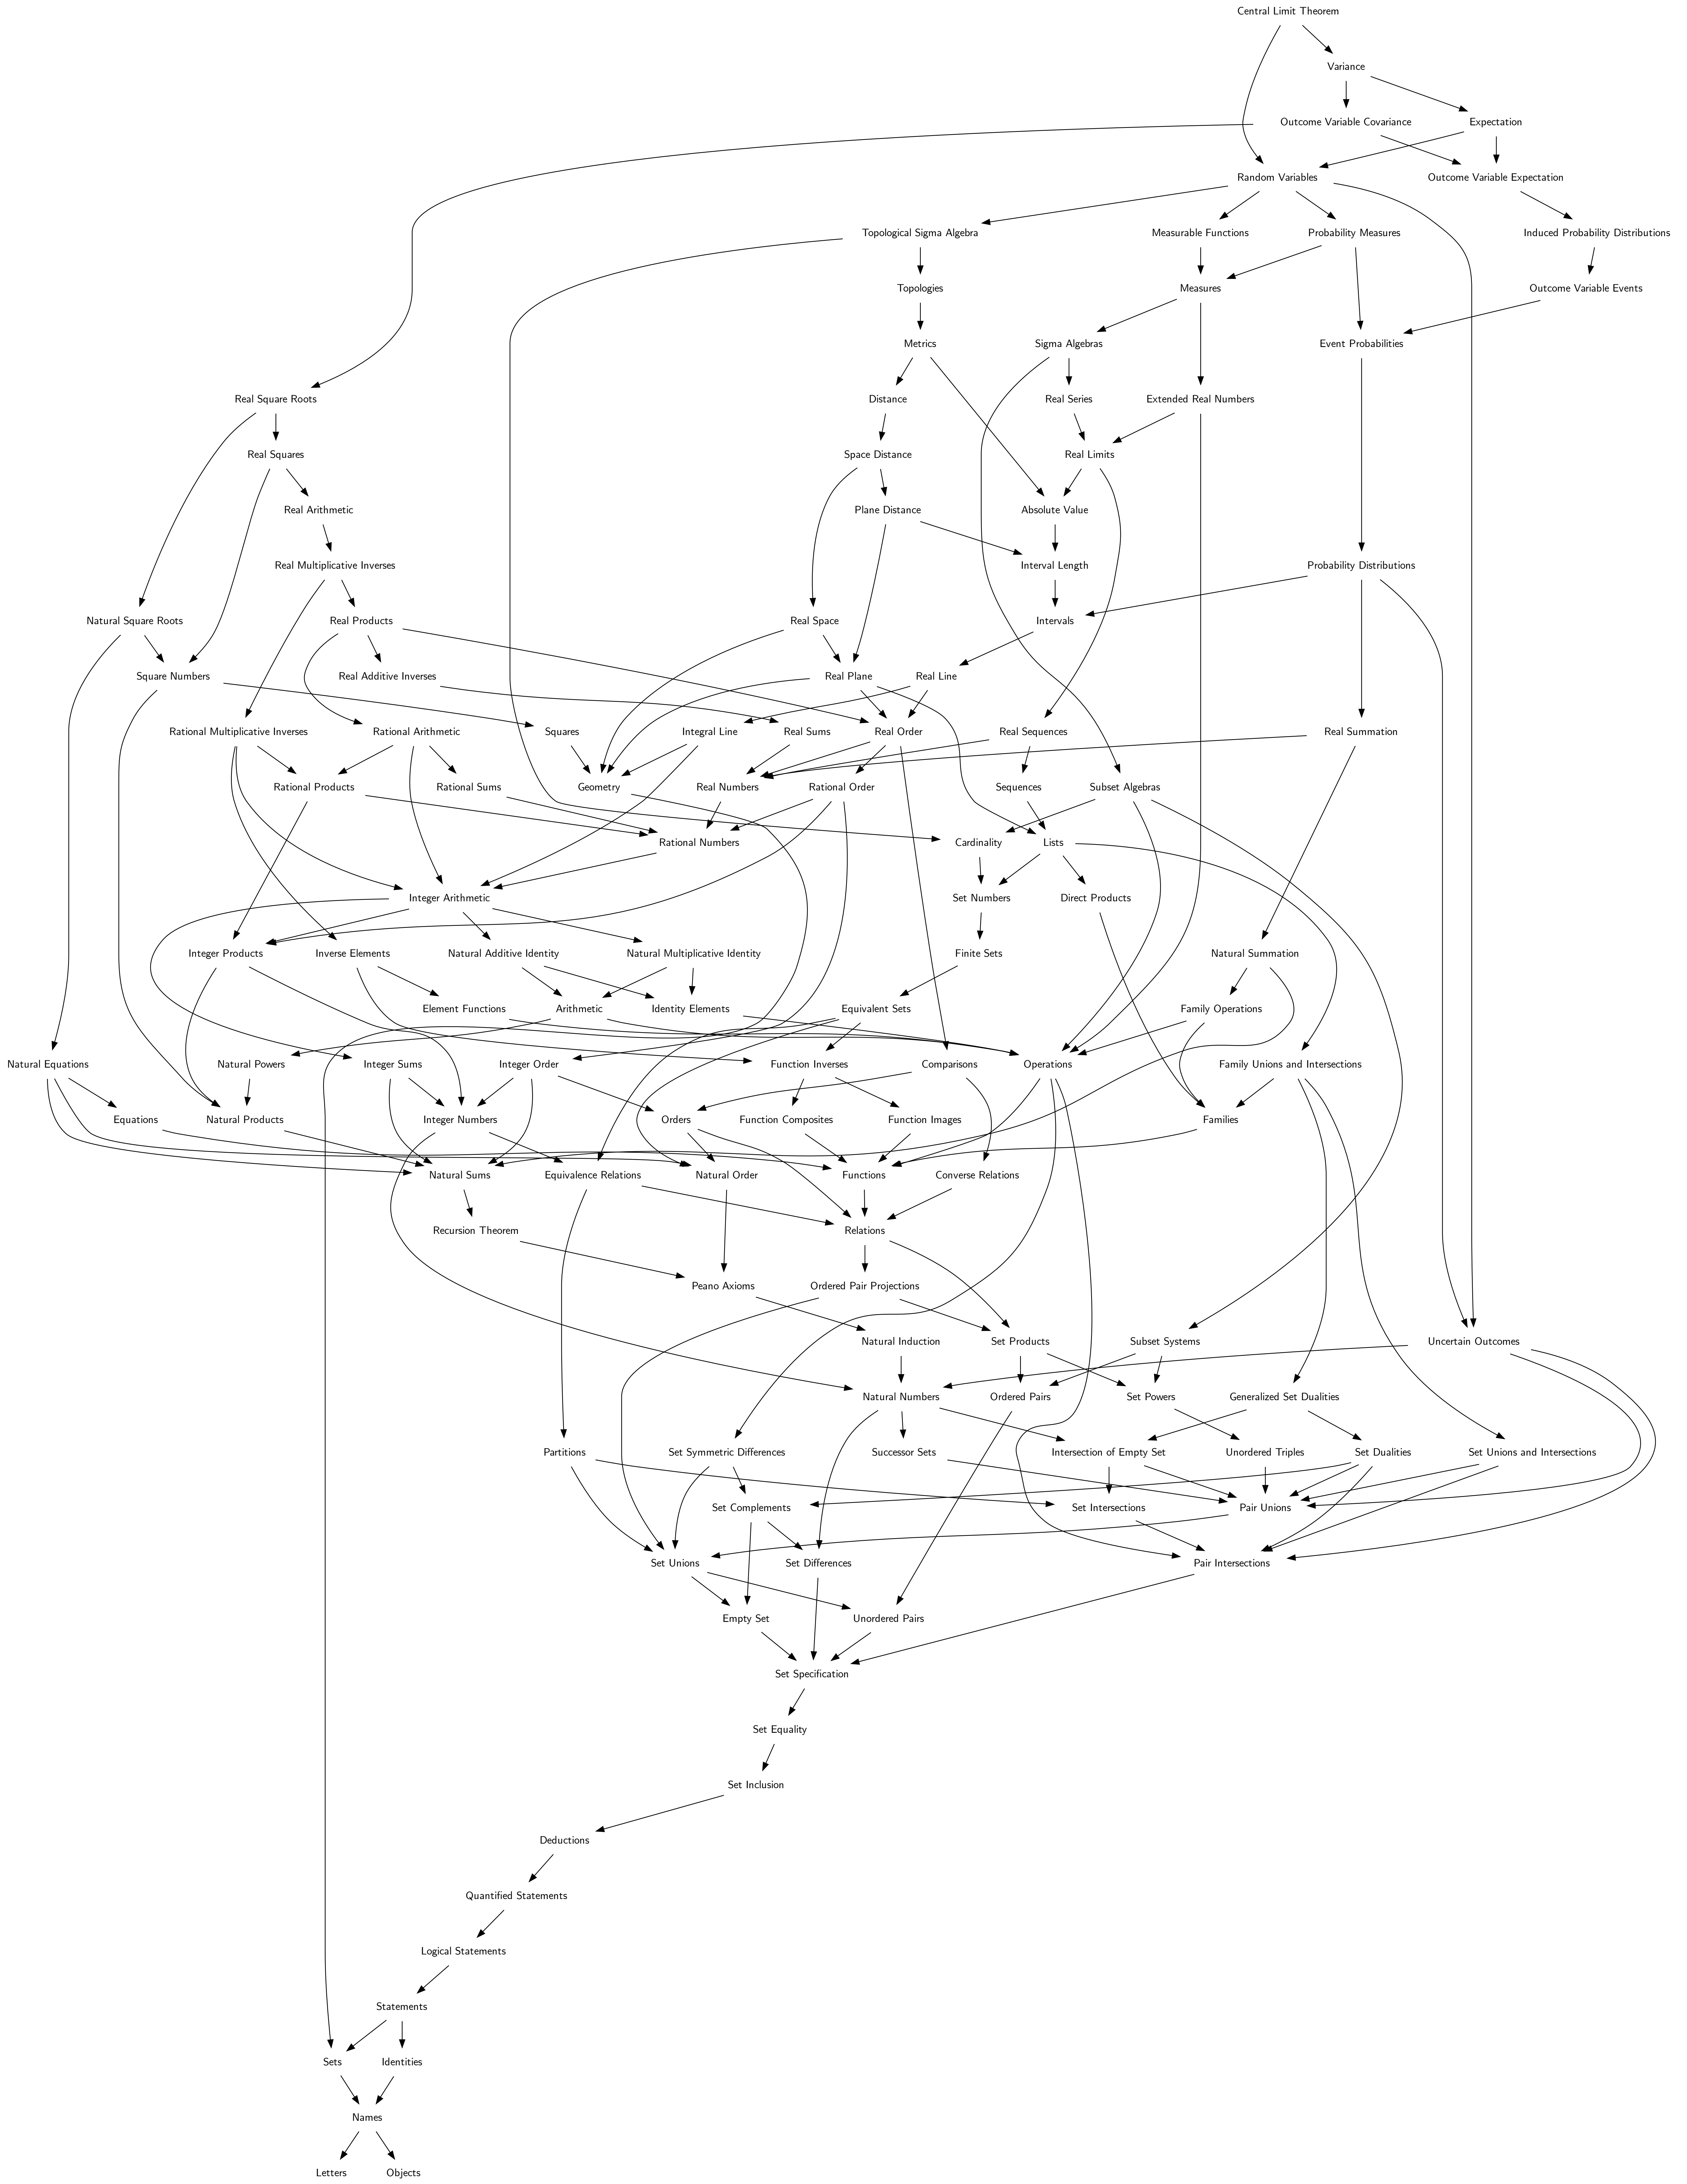 Central Limit Theorem
Variance
Outcome Variable Covariance
Expectation
Random Variables
Outcome Variable Expectation
Topological Sigma Algebra
Measurable Functions
Probability Measures
Induced Probability Distributions
Topologies
Measures
Outcome Variable Events
Metrics
Sigma Algebras
Event Probabilities
Real Square Roots
Distance
Real Series
Extended Real Numbers
Real Squares
Space Distance
Real Limits
Real Arithmetic
Plane Distance
Absolute Value
Real Multiplicative Inverses
Interval Length
Probability Distributions
Natural Square Roots
Real Products
Real Space
Intervals
Square Numbers
Real Additive Inverses
Real Plane
Real Line
Rational Multiplicative Inverses
Rational Arithmetic
Squares
Integral Line
Real Sums
Real Order
Real Sequences
Real Summation
Rational Products
Rational Sums
Geometry
Real Numbers
Rational Order
Sequences
Subset Algebras
Rational Numbers
Cardinality
Lists
Integer Arithmetic
Set Numbers
Direct Products
Integer Products
Inverse Elements
Natural Additive Identity
Natural Multiplicative Identity
Finite Sets
Natural Summation
Element Functions
Arithmetic
Identity Elements
Equivalent Sets
Family Operations
Natural Equations
Natural Powers
Integer Sums
Integer Order
Function Inverses
Comparisons
Operations
Family Unions and Intersections
Equations
Natural Products
Integer Numbers
Orders
Function Composites
Function Images
Families
Natural Sums
Equivalence Relations
Natural Order
Functions
Converse Relations
Recursion Theorem
Relations
Peano Axioms
Ordered Pair Projections
Natural Induction
Set Products
Subset Systems
Uncertain Outcomes
Natural Numbers
Ordered Pairs
Set Powers
Generalized Set Dualities
Partitions
Set Symmetric Differences
Successor Sets
Intersection of Empty Set
Unordered Triples
Set Dualities
Set Unions and Intersections
Set Complements
Set Intersections
Pair Unions
Set Unions
Set Differences
Pair Intersections
Empty Set
Unordered Pairs
Set Specification
Set Equality
Set Inclusion
Deductions
Quantified Statements
Logical Statements
Statements
Sets
Identities
Names
Letters
Objects